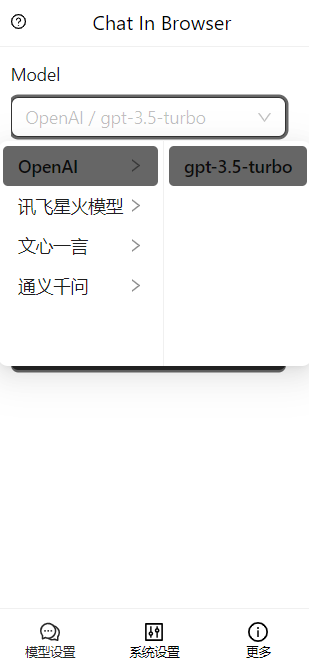 Chat In Browser
Model
OpenAI / gpt-3.5-turbo
OpenAI
gpt-3.5-turbo
讯飞星火模型
文心一言
通义千问
模型设置
系统设置
更多